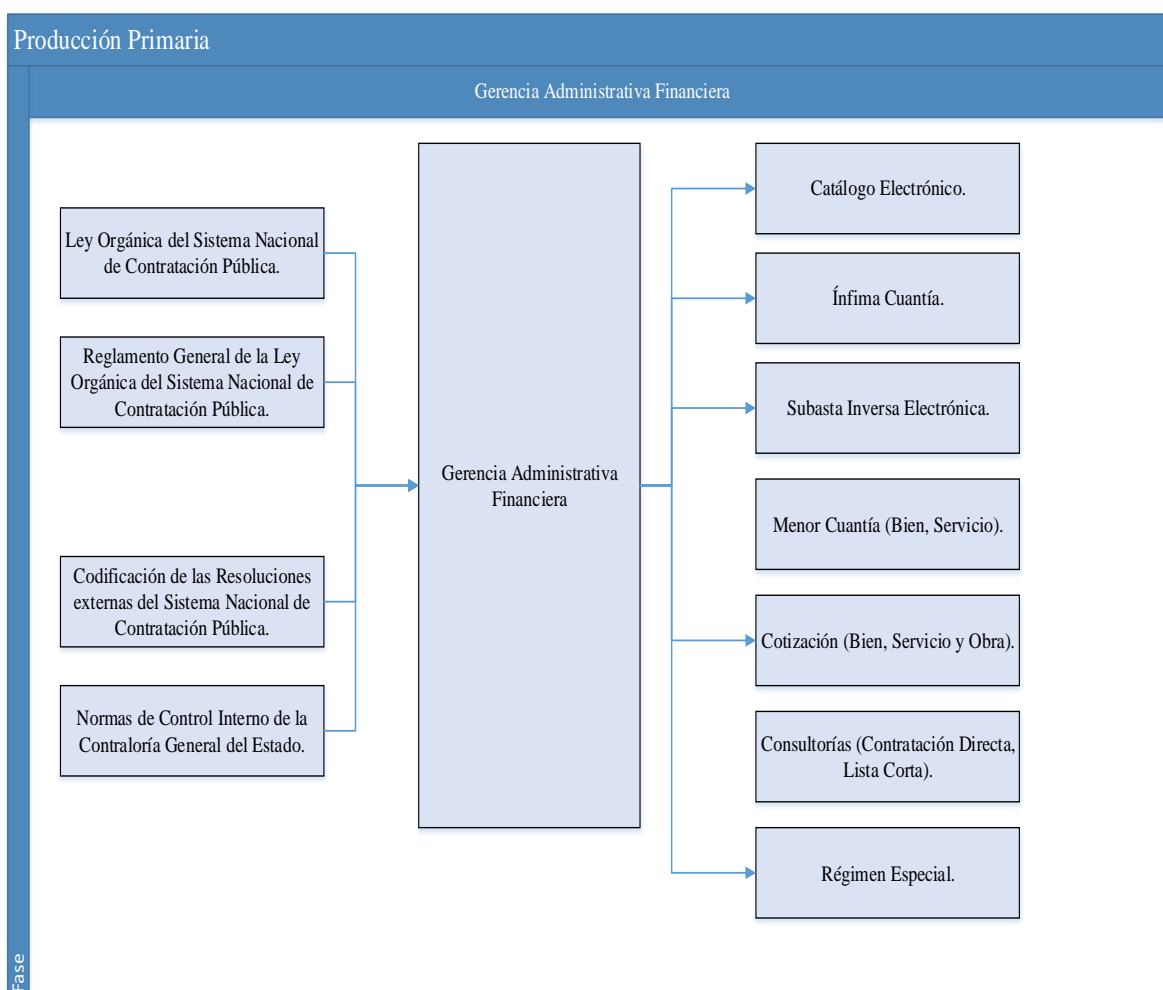 Producción Primaria
Gerencia Administrativa Financiera
Ley Orgánica del Sistema Nacional
de Contratación Pública.
Reglamento General de la Ley
Orgánica del Sistema Nacional de
Contratación Pública.
Codificación de las Resoluciones
externas del Sistema Nacional de
Contratación Pública.
Normas de Control Interno de la
Contraloría General del Estado.
Gerencia Administrativa
Financiera
Catálogo Electrónico.
Ínfima Cuantía.
Subasta Inversa Electrónica.
Menor Cuantía (Bien, Servicio).
Cotización (Bien, Servicio y Obra).
Consultorías (Contratación Directa,
Lista Corta).
Régimen Especial.
Fase